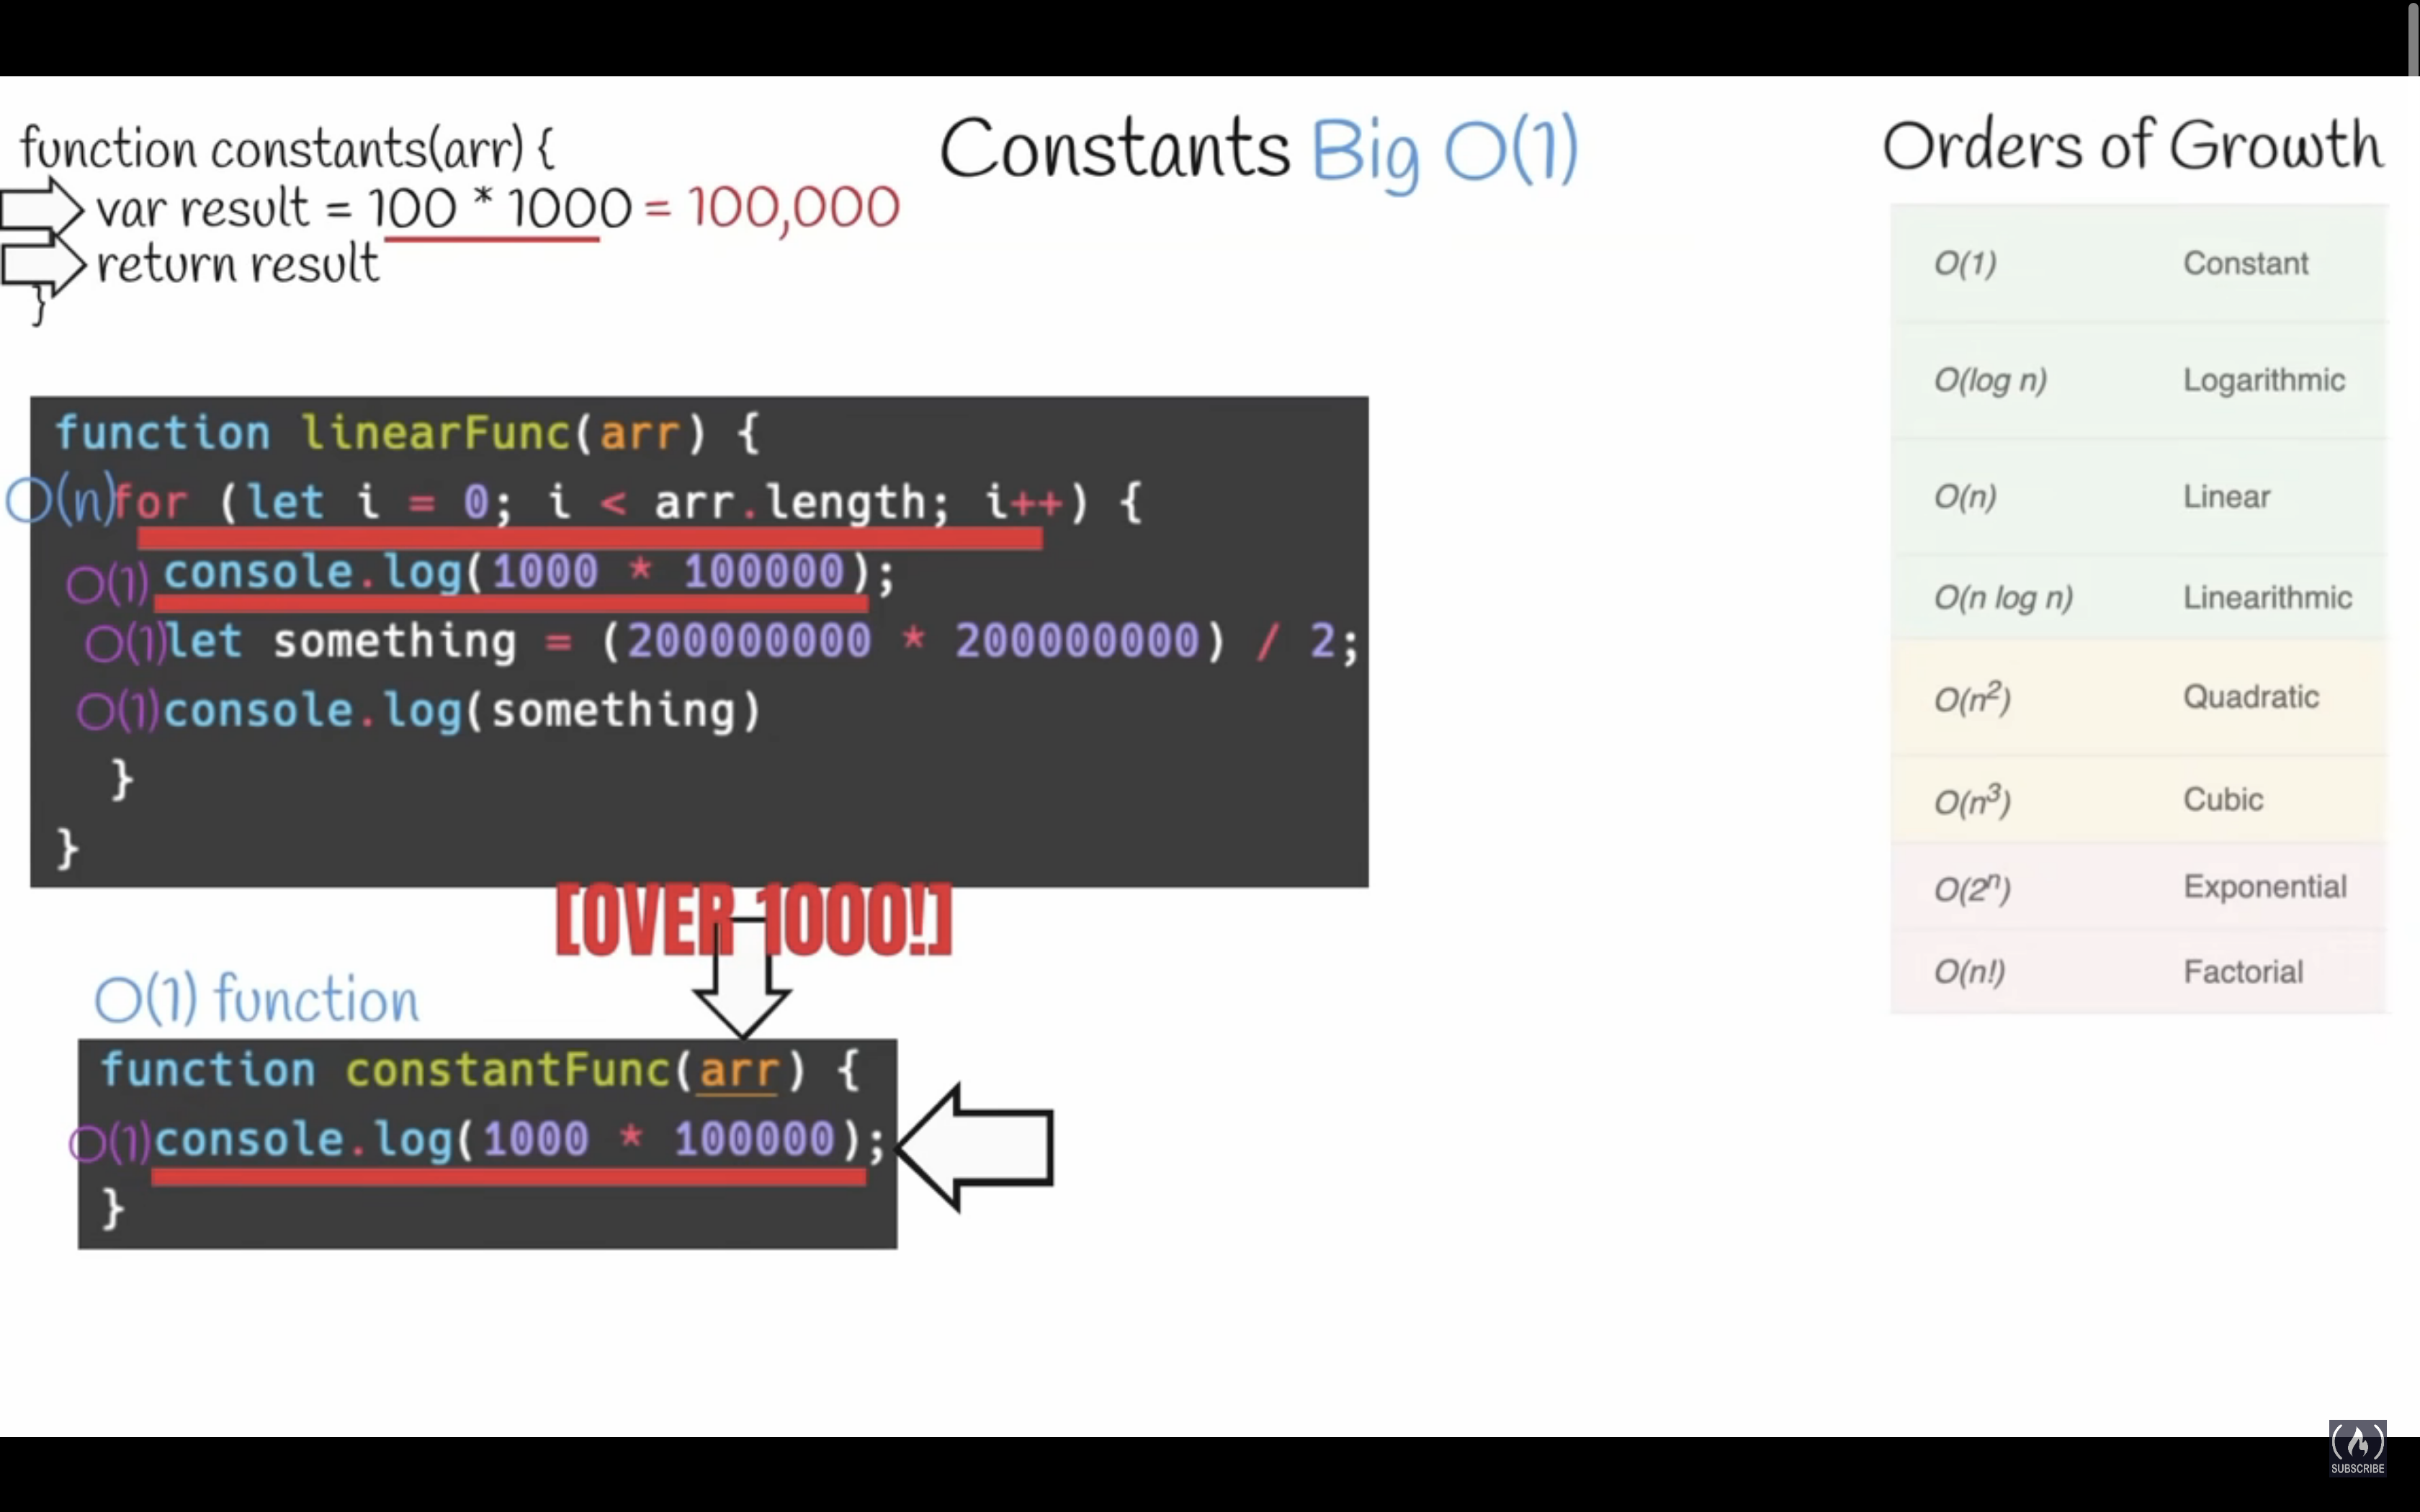 Constants Big O(1)
function constants(arr) {
var result = 100 * 1000 = 100,000
return result
}
function linearFunc(arr) {
O(n) for (let i = 0; i < arr.length; i++) {
O(1) console.log(1000 * 100000);
O(1) let something = (200000000 * 200000000) / 2;
O(1) console.log(something)
}
}
[OVER 1000!]
O(1) function
function constantFunc(arr) {
O(1) console.log(1000 * 100000);
}
Orders of Growth
O(1) Constant
O(log n) Logarithmic
O(n) Linear
O(n log n) Linearithmic
O(n²) Quadratic
O(n³) Cubic
O(2ⁿ) Exponential
O(n!) Factorial
SUBSCRIBE